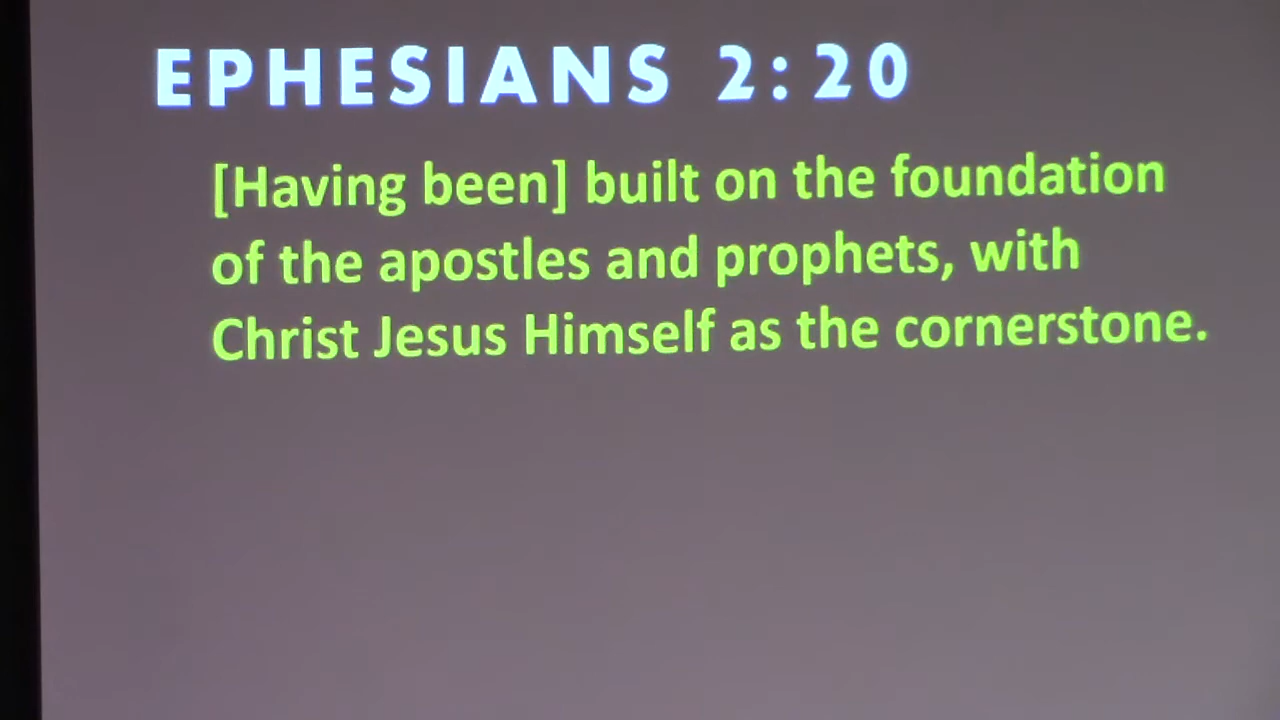 EPHESIANS 2:20
[Having been] built on the foundation
of the apostles and prophets, with
Christ Jesus Himself as the cornerstone.